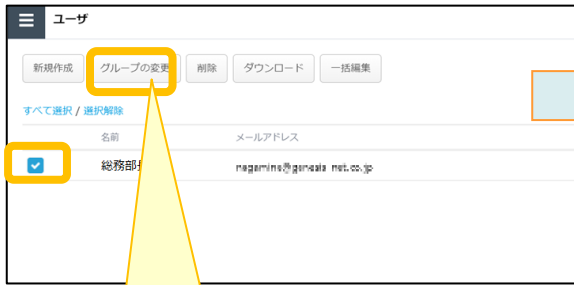 ユーザ
新規作成 グループの変更 削除 ダウンロード 一括編集
すべて選択 / 選択解除
名前 メールアドレス
総務部